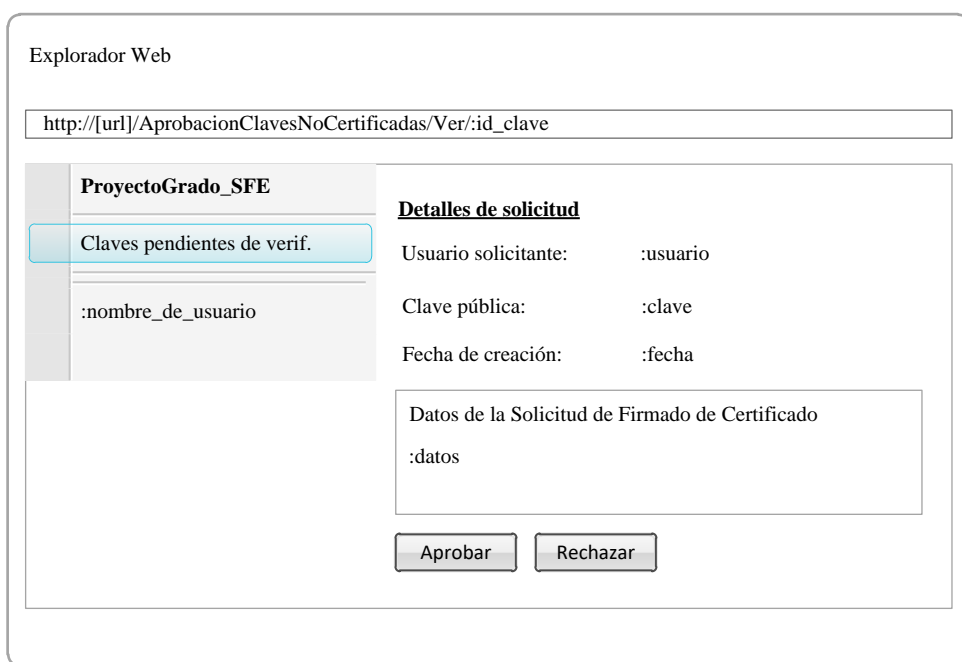 Explorador Web
http://[url]/AprobacionClavesNoCertificadas/Ver/:id_clave
ProyectoGrado_SFE
Claves pendientes de verif.
:nombre_de_usuario
Detalles de solicitud
Usuario solicitante: :usuario
Clave pública: :clave
Fecha de creación: :fecha
Datos de la Solicitud de Firmado de Certificado
:datos
Aprobar Rechazar